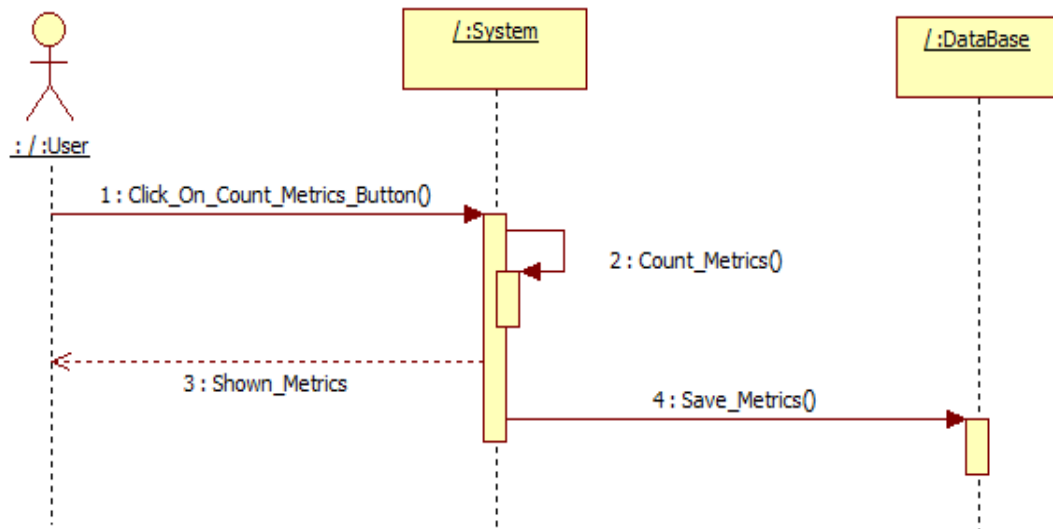 / :System
/ :DataBase
: / :User
1 : Click_On_Count_Metrics_Button()
2 : Count_Metrics()
3 : Shown_Metrics
4 : Save_Metrics()